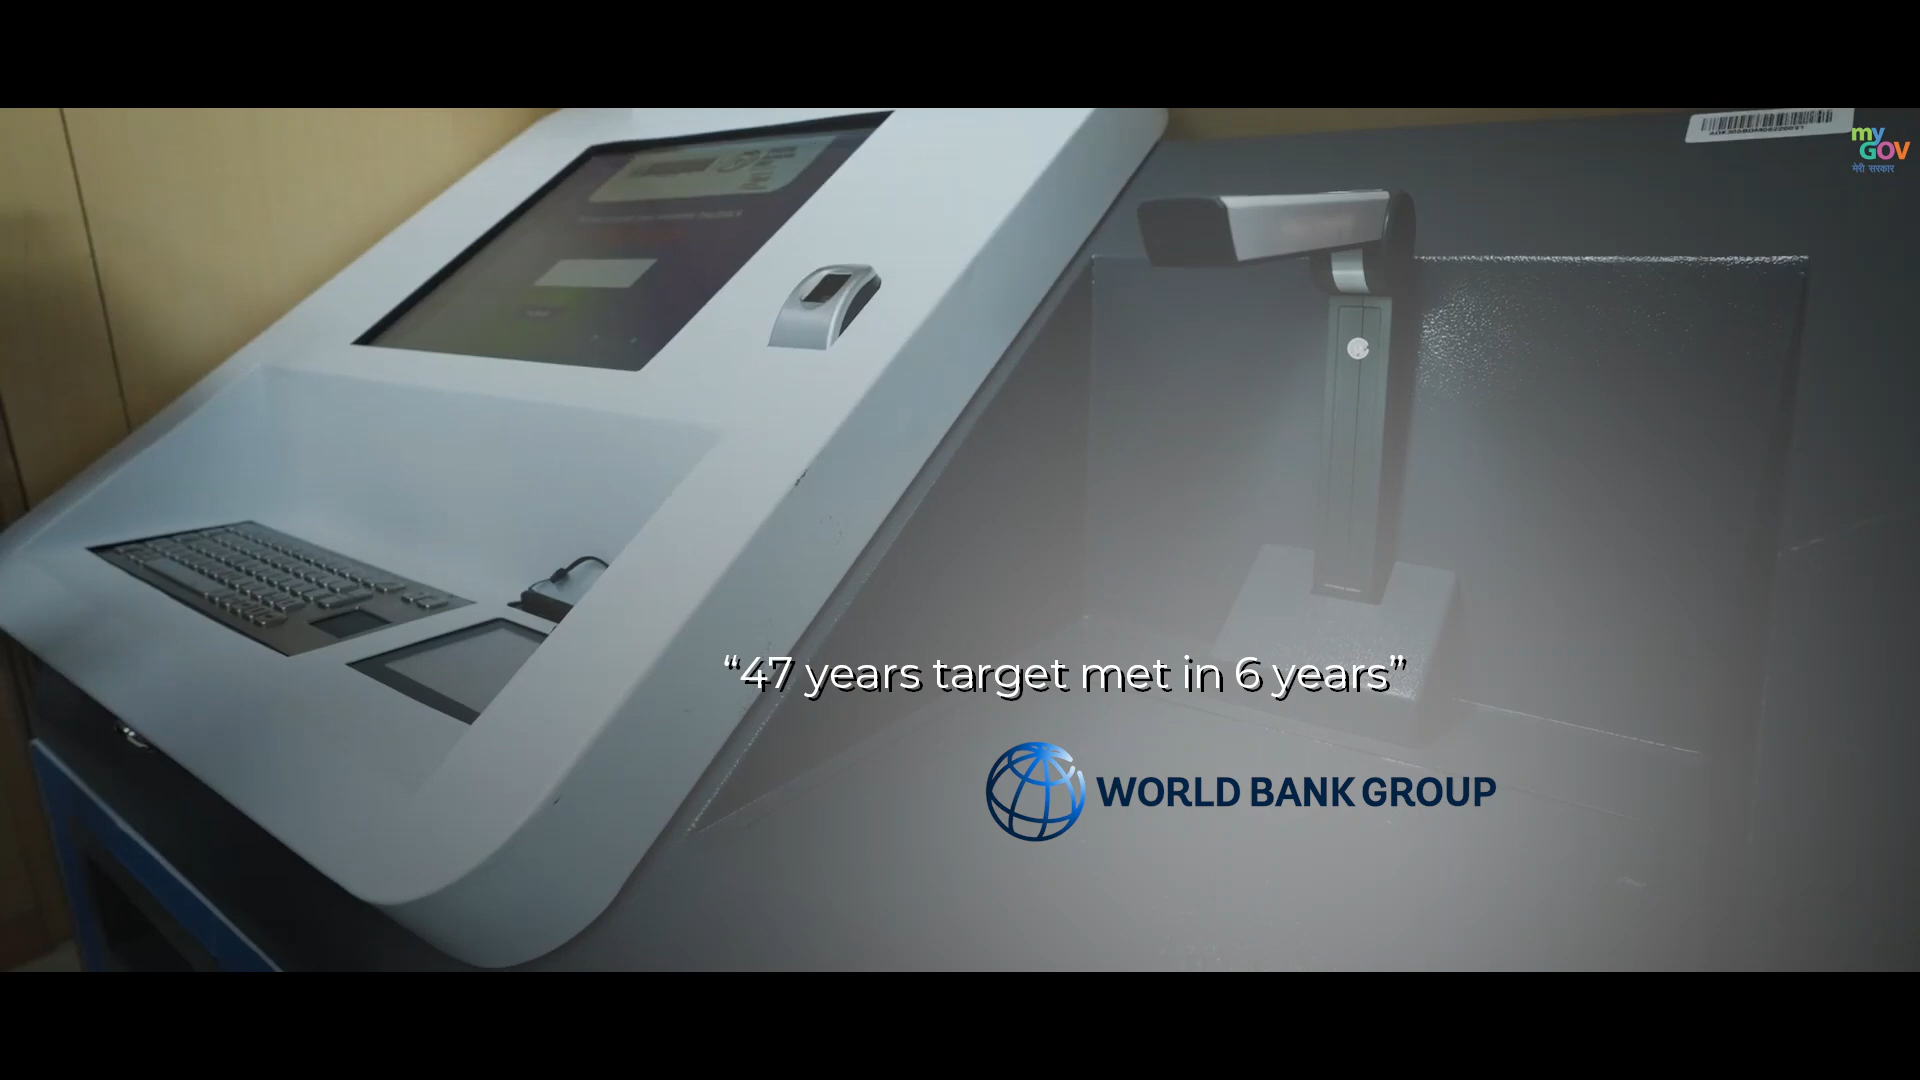 my
GOV
मेरी सरकार
“47 years target met in 6 years”
WORLD BANK GROUP